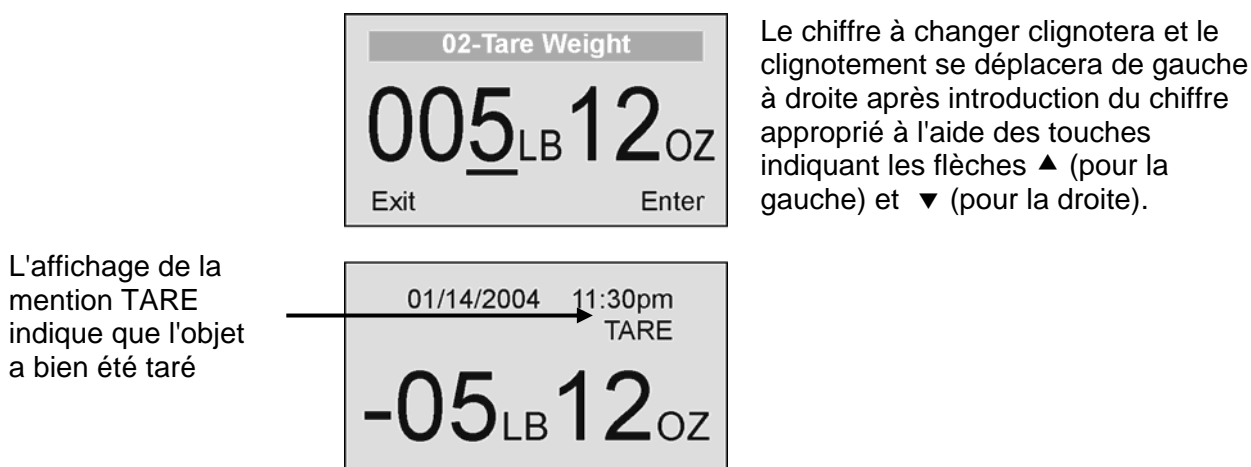 02-Tare Weight
005LB12OZ
Exit Enter
Le chiffre à changer clignotera et le
clignotement se déplacera de gauche
à droite après introduction du chiffre
approprié à l'aide des touches
indiquant les flèches ▲ (pour la
gauche) et ▼ (pour la droite).
L'affichage de la
mention TARE
indique que l'objet
a bien été taré
01/14/2004 11:30pm
TARE
-05LB12OZ